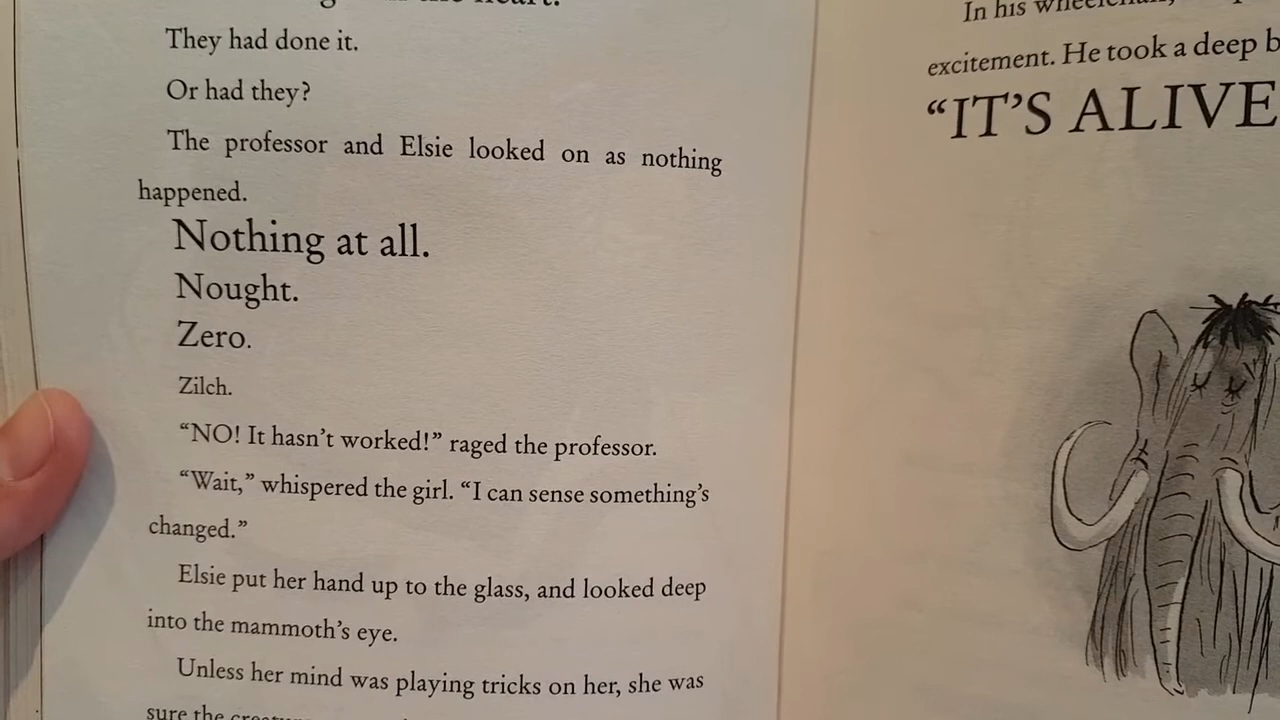 They had done it.
Or had they?
The professor and Elsie looked on as nothing
happened.
Nothing at all.
Nought.
Zero.
Zilch.
“NO! It hasn’t worked!” raged the professor.
“Wait,” whispered the girl. “I can sense something’s
changed.”
Elsie put her hand up to the glass, and looked deep
into the mammoth’s eye.
Unless her mind was playing tricks on her, she was
sure the
In his
excitement. He took a deep
“IT’S ALIVE